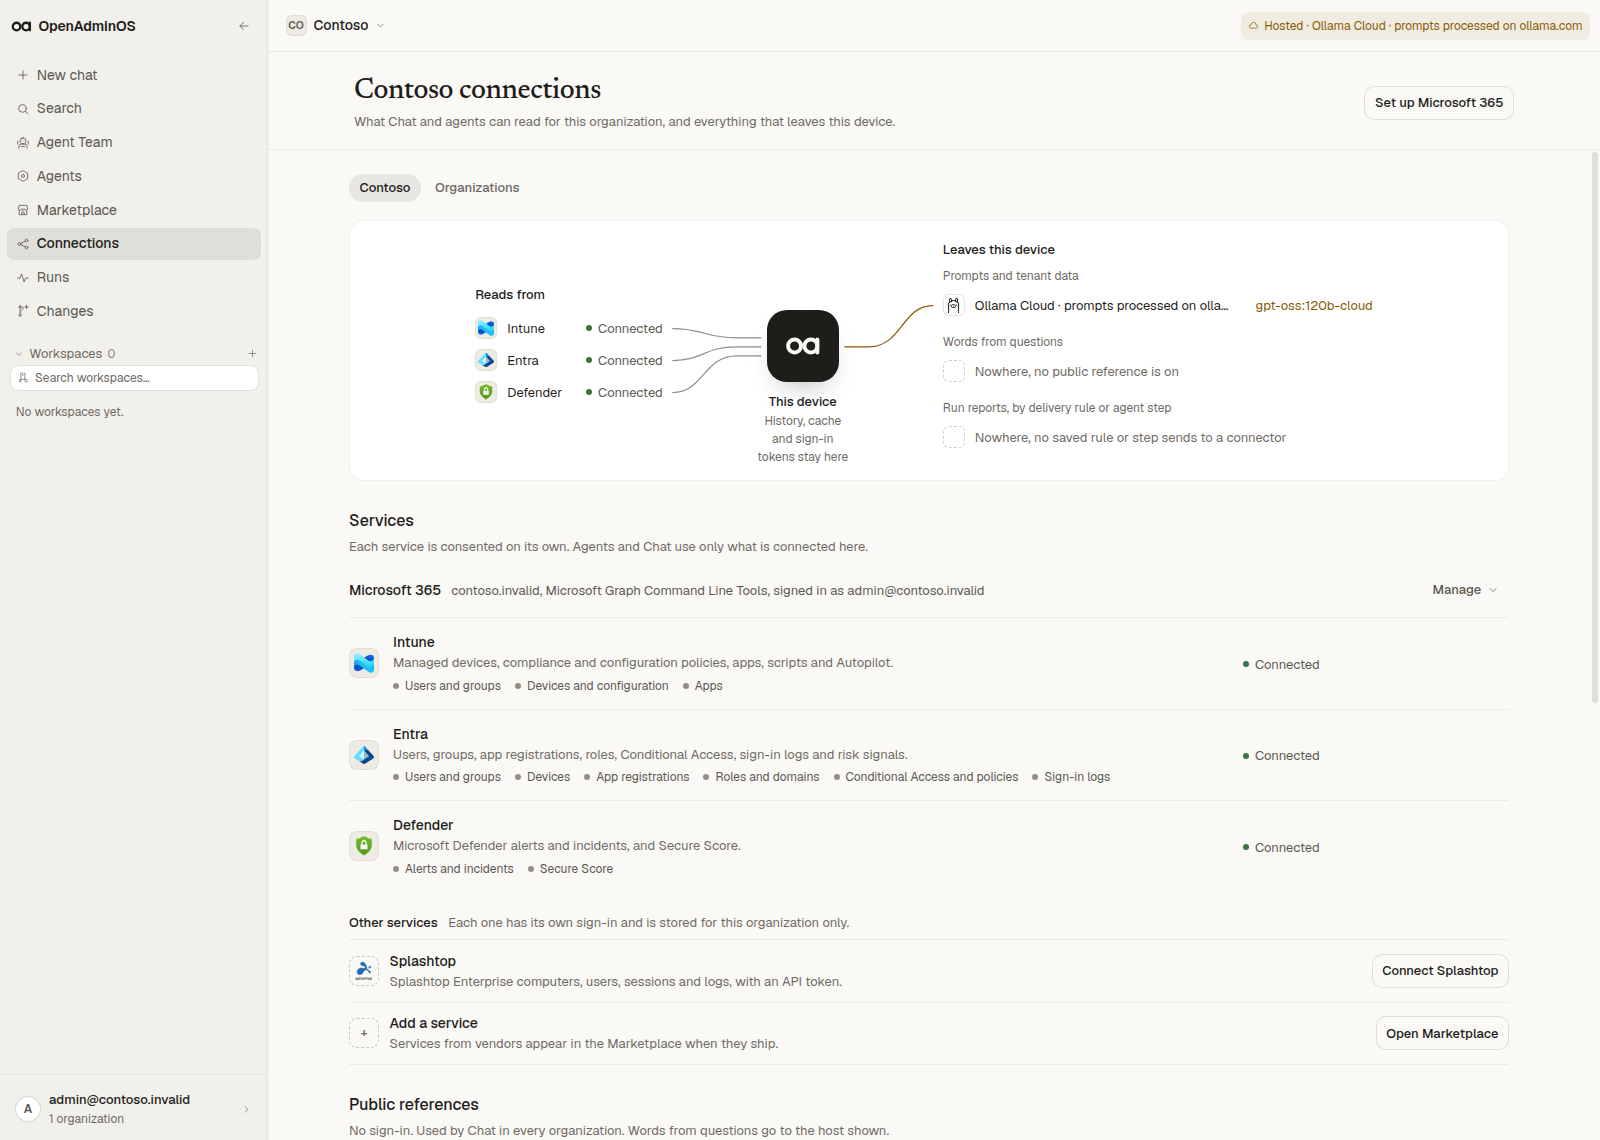 OpenAdminOS
New chat
Search
Agent Team
Agents
Marketplace
Connections
Runs
Changes
Workspaces 0
Search workspaces...
No workspaces yet.
A
admin@contoso.invalid
1 organization
CO Contoso
Hosted · Ollama Cloud · prompts processed on ollama.com
Contoso connections
What Chat and agents can read for this organization, and everything that leaves this device.
Set up Microsoft 365
Contoso Organizations
Reads from
Intune Connected
Entra Connected
Defender Connected
oa
This device
History, cache
and sign-in
tokens stay here
Leaves this device
Prompts and tenant data
Ollama Cloud · prompts processed on olla... gpt-oss:120b-cloud
Words from questions
Nowhere, no public reference is on
Run reports, by delivery rule or agent step
Nowhere, no saved rule or step sends to a connector
Services
Each service is consented on its own. Agents and Chat use only what is connected here.
Microsoft 365 contoso.invalid, Microsoft Graph Command Line Tools, signed in as admin@contoso.invalid Manage
Intune
Managed devices, compliance and configuration policies, apps, scripts and Autopilot.
Users and groups Devices and configuration Apps
Connected
Entra
Users, groups, app registrations, roles, Conditional Access, sign-in logs and risk signals.
Users and groups Devices App registrations Roles and domains Conditional Access and policies Sign-in logs
Connected
Defender
Microsoft Defender alerts and incidents, and Secure Score.
Alerts and incidents Secure Score
Connected
Other services Each one has its own sign-in and is stored for this organization only.
Splashtop
Splashtop Enterprise computers, users, sessions and logs, with an API token.
Connect Splashtop
Add a service
Services from vendors appear in the Marketplace when they ship.
Open Marketplace
Public references
No sign-in. Used by Chat in every organization. Words from questions go to the host shown.